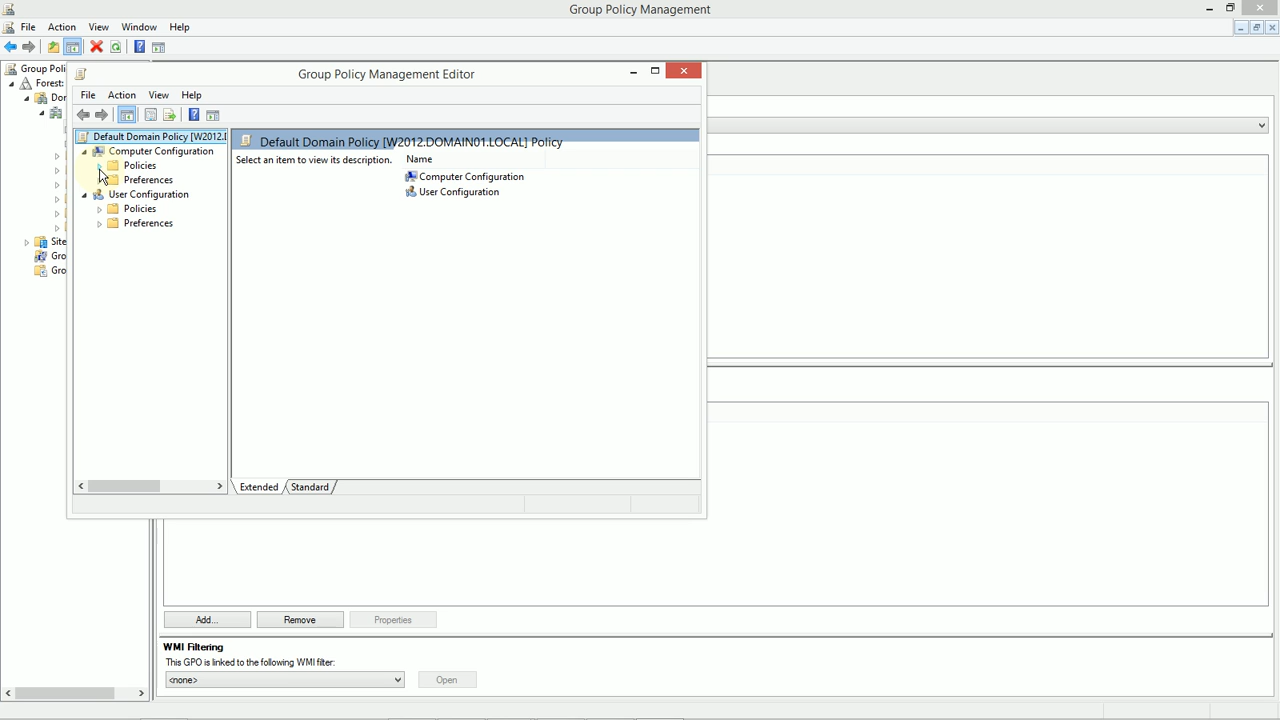 Group Policy Management
File Action View Window Help
Group Poli
Forest:
Dor
Site
Gro
Gro
Group Policy Management Editor
File Action View Help
Default Domain Policy [W2012.
Computer Configuration
Policies
Preferences
User Configuration
Policies
Preferences
Default Domain Policy [W2012.DOMAIN01.LOCAL] Policy
Select an item to view its description.
Name
Computer Configuration
User Configuration
Extended Standard
Add... Remove Properties
WMI Filtering
This GPO is linked to the following WMI filter:
<none> Open